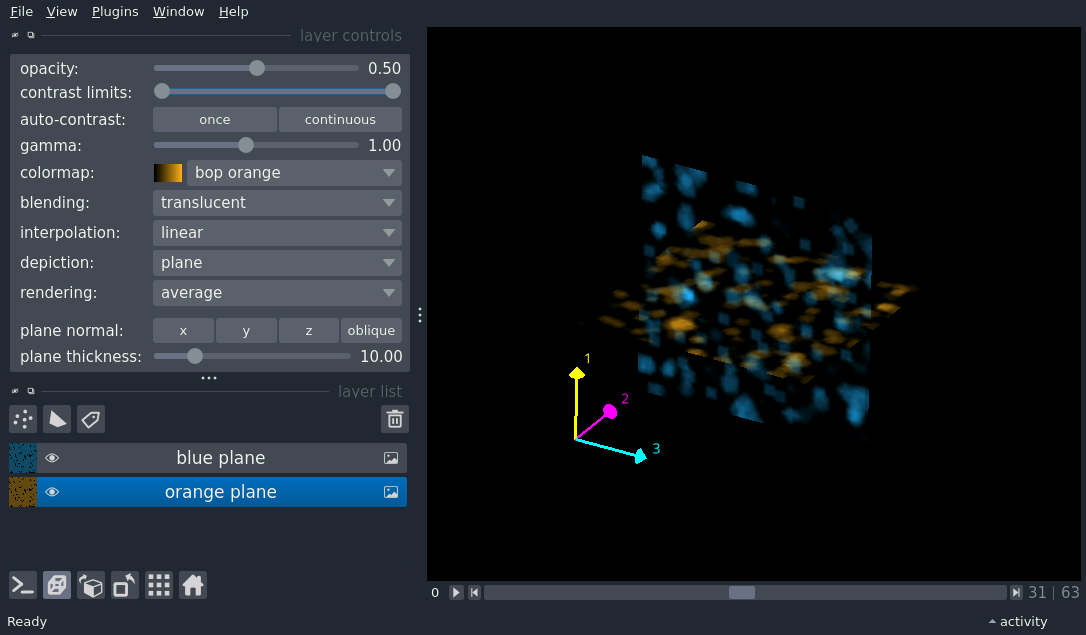 File View Plugins Window Help
layer controls
opacity: 0.50
contrast limits:
auto-contrast: once continuous
gamma: 1.00
colormap: bop orange
blending: translucent
interpolation: linear
depiction: plane
rendering: average
plane normal: x y z oblique
plane thickness: 10.00
layer list
blue plane
orange plane
1
2
3
0 31 | 63
Ready activity